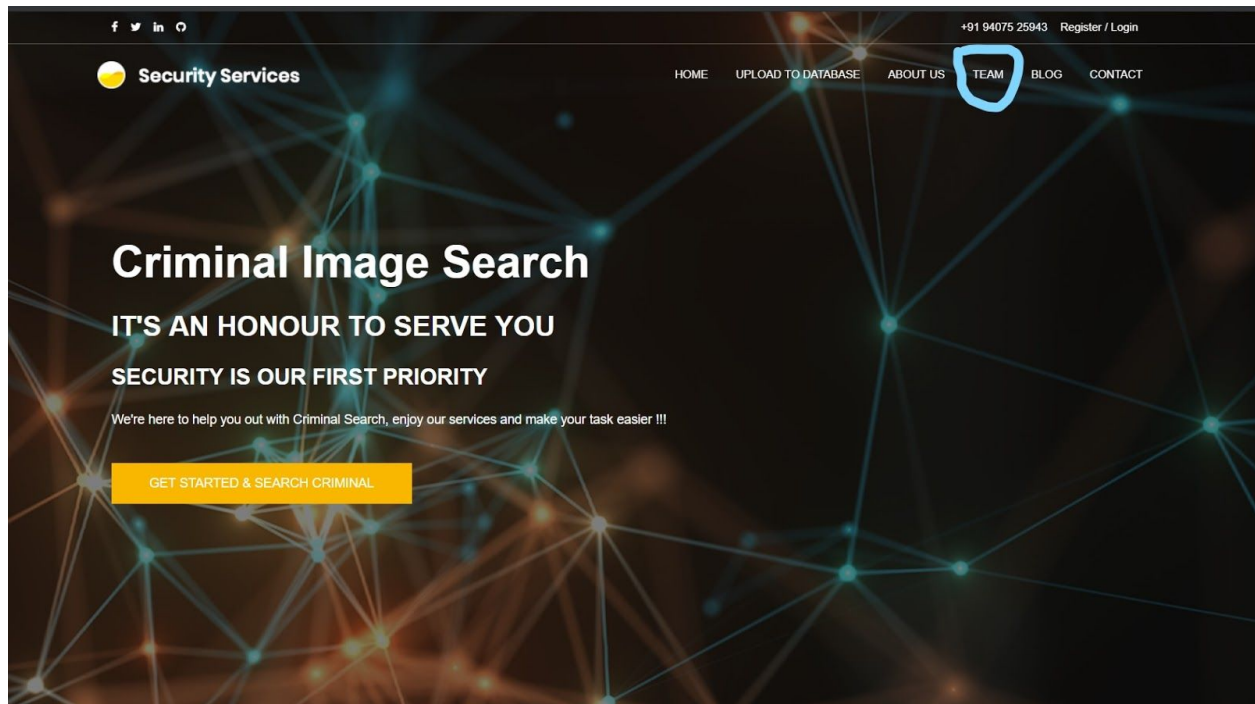 +91 94075 25943 Register / Login
Security Services
HOME UPLOAD TO DATABASE ABOUT US TEAM BLOG CONTACT
Criminal Image Search
IT'S AN HONOUR TO SERVE YOU
SECURITY IS OUR FIRST PRIORITY
We're here to help you out with Criminal Search, enjoy our services and make your task easier !!!
GET STARTED & SEARCH CRIMINAL